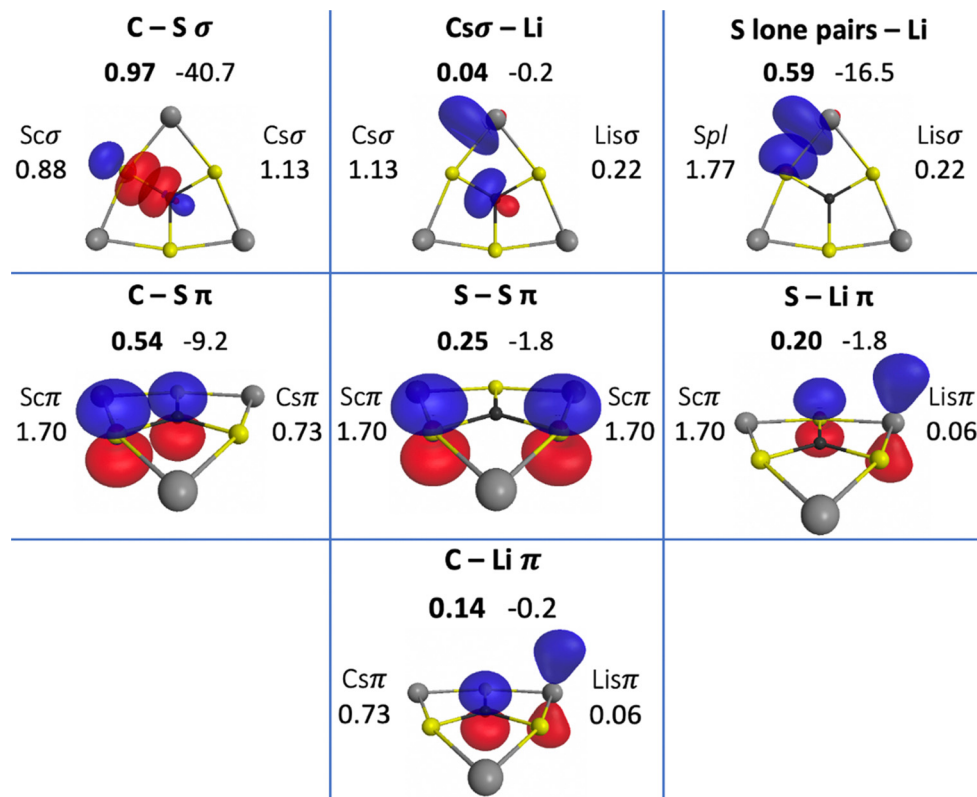 C – S σ
0.97 -40.7
Scσ
0.88
Csσ
1.13
Csσ – Li
0.04 -0.2
Csσ
1.13
Lisσ
0.22
S lone pairs – Li
0.59 -16.5
Spl
1.77
Lisσ
0.22
C – S π
0.54 -9.2
Scπ
1.70
Csπ
0.73
S – S π
0.25 -1.8
Scπ
1.70
Scπ
1.70
S – Li π
0.20 -1.8
Scπ
1.70
Lisπ
0.06
C – Li π
0.14 -0.2
Csπ
0.73
Lisπ
0.06